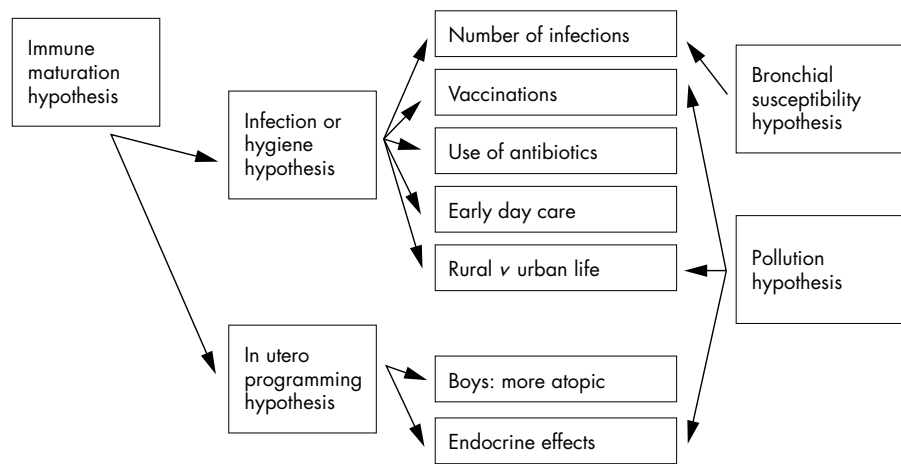 Immune
maturation
hypothesis
Infection or
hygiene
hypothesis
In utero
programming
hypothesis
Number of infections
Vaccinations
Use of antibiotics
Early day care
Rural v urban life
Boys: more atopic
Endocrine effects
Bronchial
susceptibility
hypothesis
Pollution
hypothesis